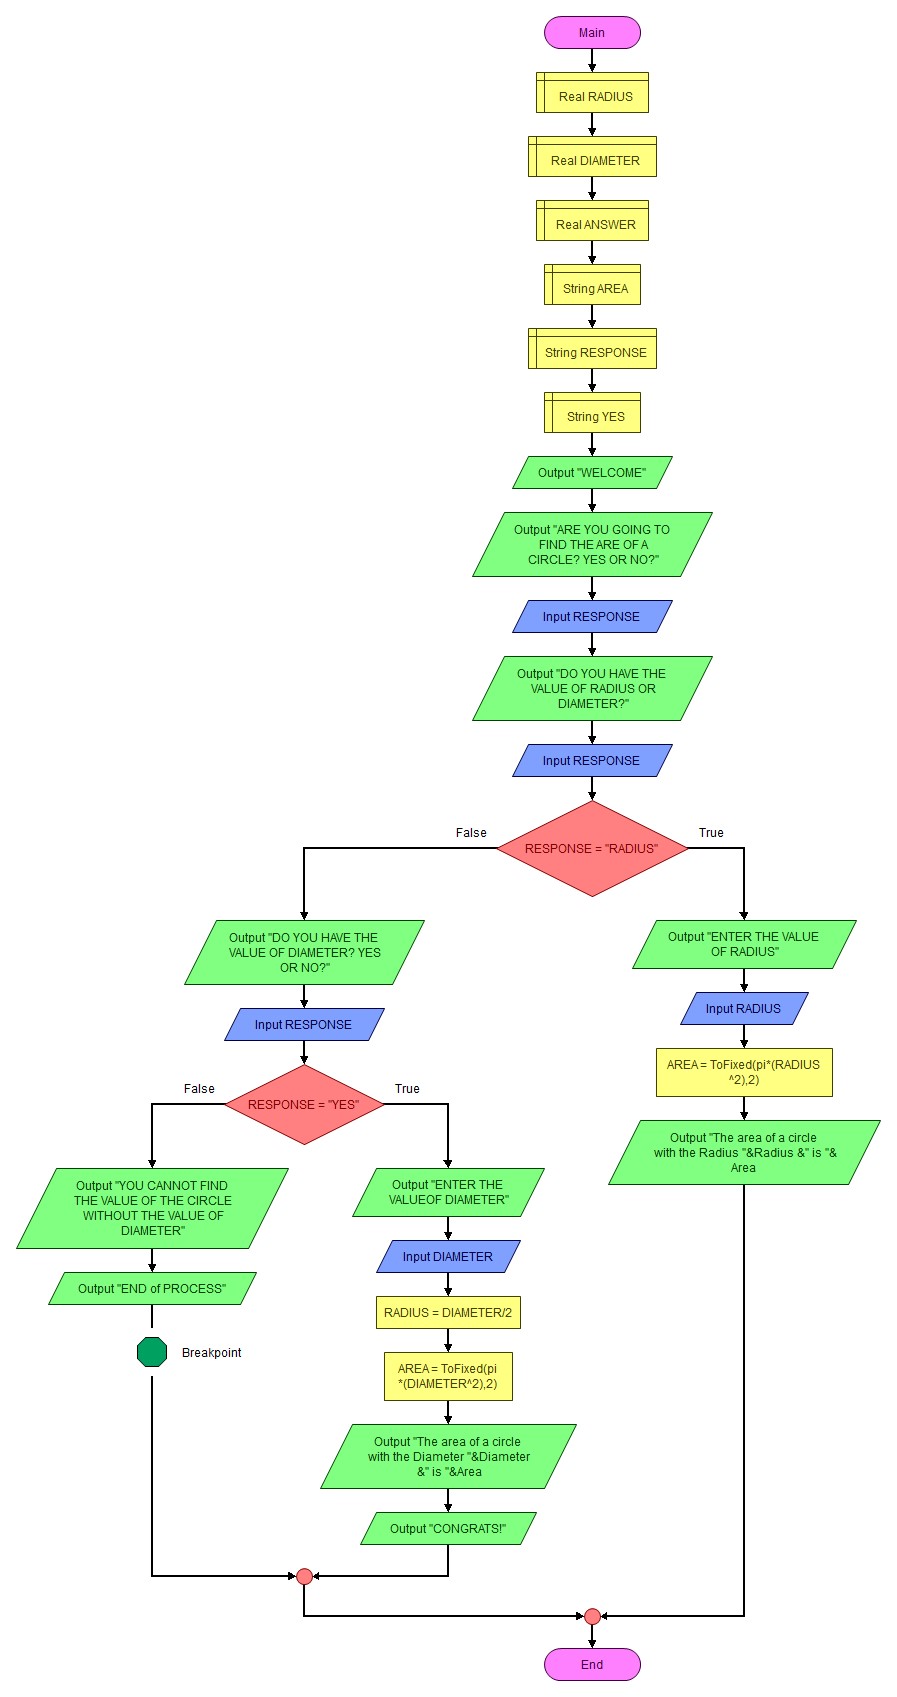 Main
Real RADIUS
Real DIAMETER
Real ANSWER
String AREA
String RESPONSE
String YES
Output "WELCOME"
Output "ARE YOU GOING TO
FIND THE ARE OF A
CIRCLE? YES OR NO?"
Input RESPONSE
Output "DO YOU HAVE THE
VALUE OF RADIUS OR
DIAMETER?"
Input RESPONSE
False
True
RESPONSE = "RADIUS"
Output "DO YOU HAVE THE
VALUE OF DIAMETER? YES
OR NO?"
Input RESPONSE
False
True
RESPONSE = "YES"
Output "YOU CANNOT FIND
THE VALUE OF THE CIRCLE
WITHOUT THE VALUE OF
DIAMETER"
Output "END of PROCESS"
Breakpoint
Output "ENTER THE
VALUEOF DIAMETER"
Input DIAMETER
RADIUS = DIAMETER/2
AREA = ToFixed(pi
*(DIAMETER^2),2)
Output "The area of a circle
with the Diameter "&Diameter
&" is "&Area
Output "CONGRATS!"
Output "ENTER THE VALUE
OF RADIUS"
Input RADIUS
AREA = ToFixed(pi*(RADIUS
^2),2)
Output "The area of a circle
with the Radius "&Radius &" is "&
Area
End